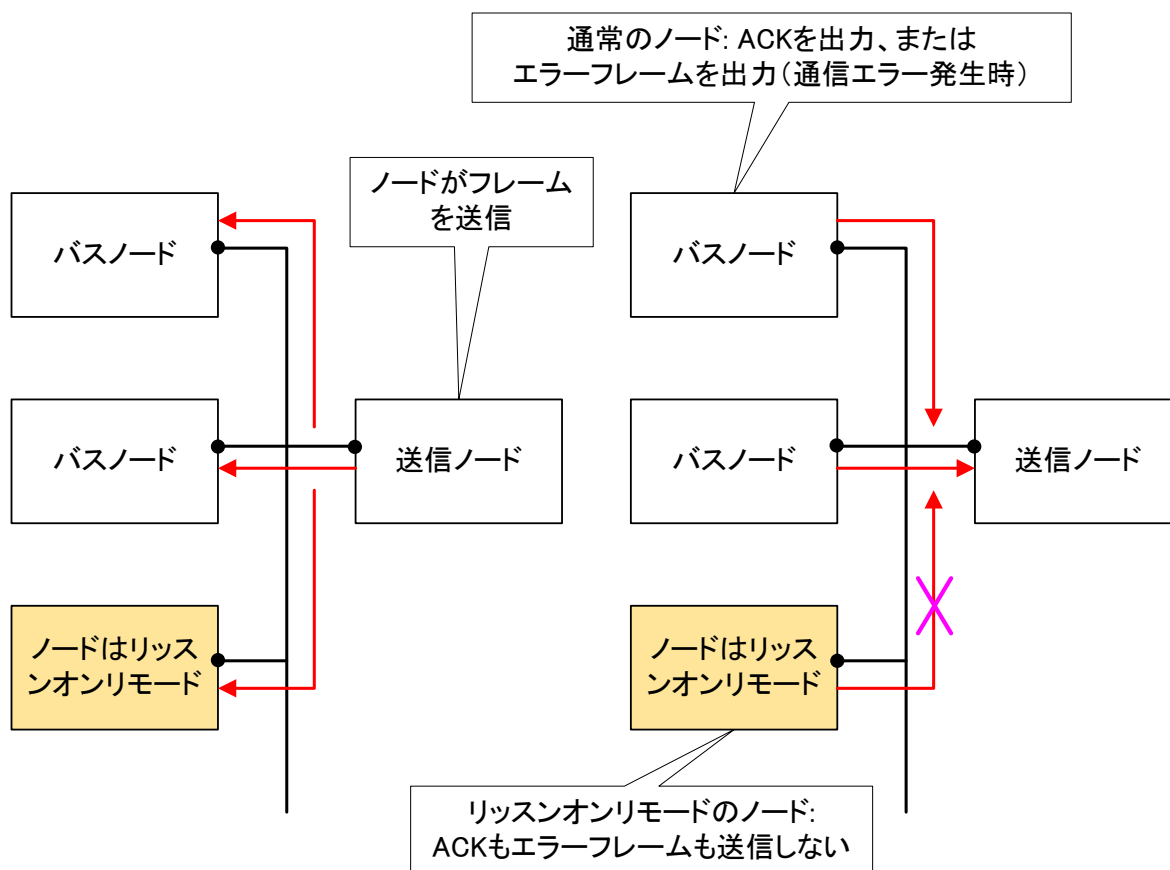 通常のノード: ACKを出力、または
エラーフレームを出力（通信エラー発生時）
ノードがフレーム
を送信
バスノード
バスノード
送信ノード
ノードはリッス
ンオンリモード
バスノード
バスノード
送信ノード
ノードはリッス
ンオンリモード
リッスンオンリモードのノード:
ACKもエラーフレームも送信しない